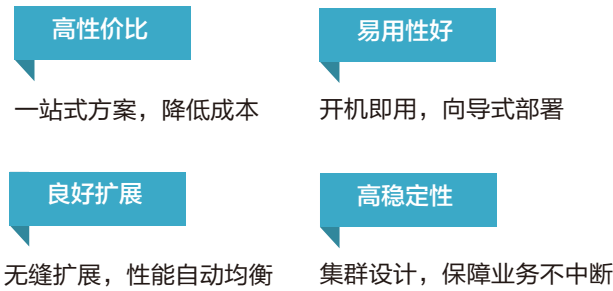 高性价比
一站式方案，降低成本
易用性好
开机即用，向导式部署
良好扩展
无缝扩展，性能自动均衡
高稳定性
集群设计，保障业务不中断